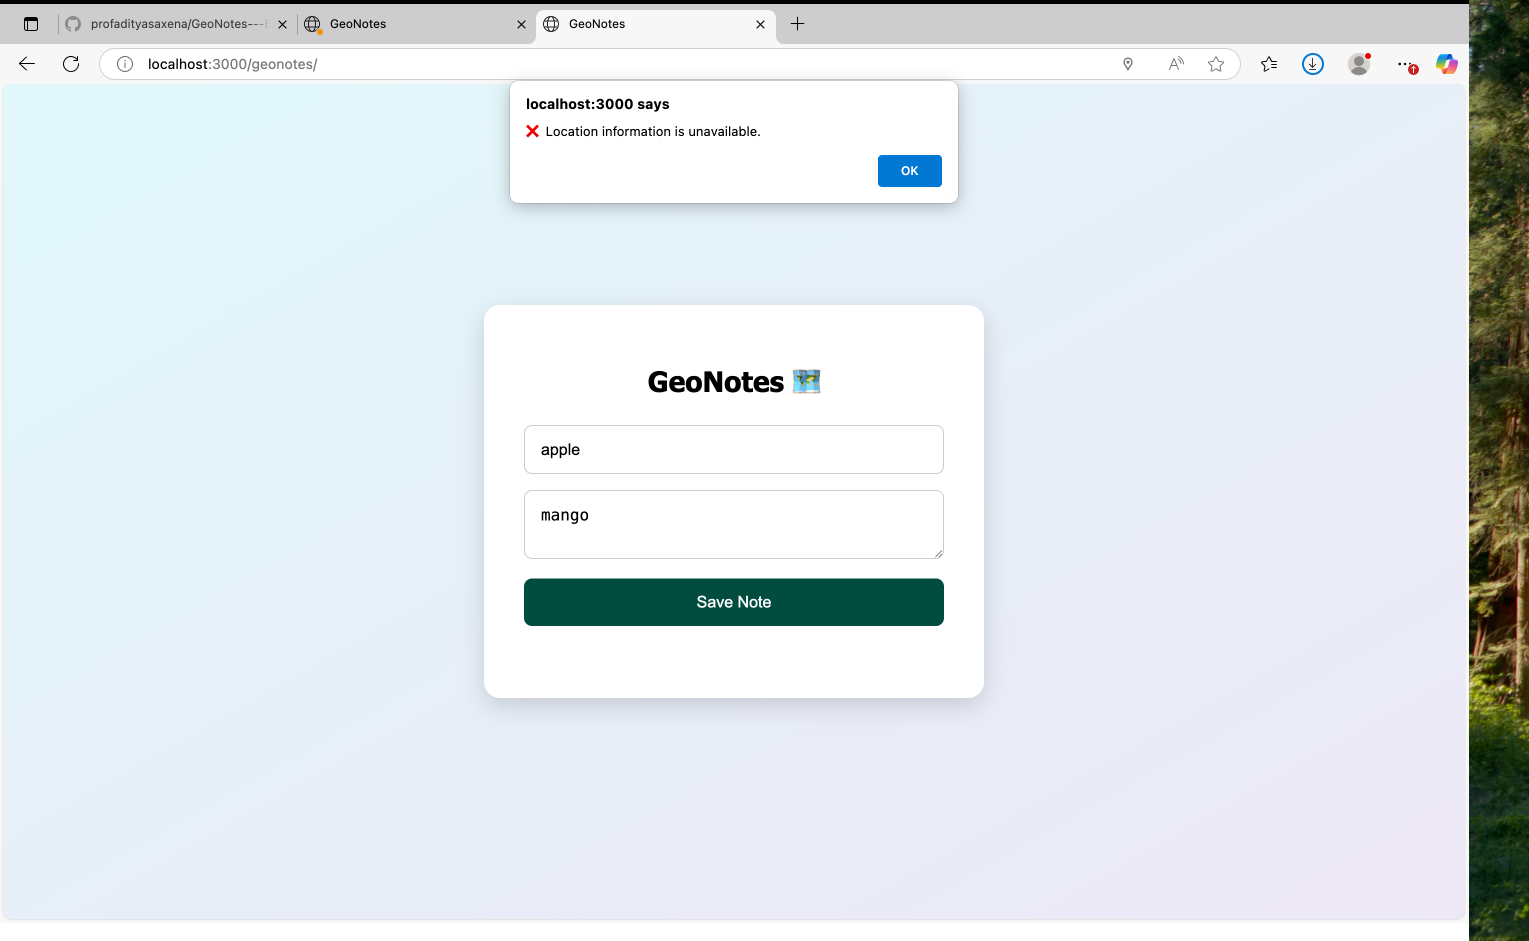 profadityasaxena/GeoNotes---
GeoNotes
GeoNotes
localhost:3000/geonotes/
localhost:3000 says
❌ Location information is unavailable.
OK
GeoNotes 🗺️
apple
mango
Save Note